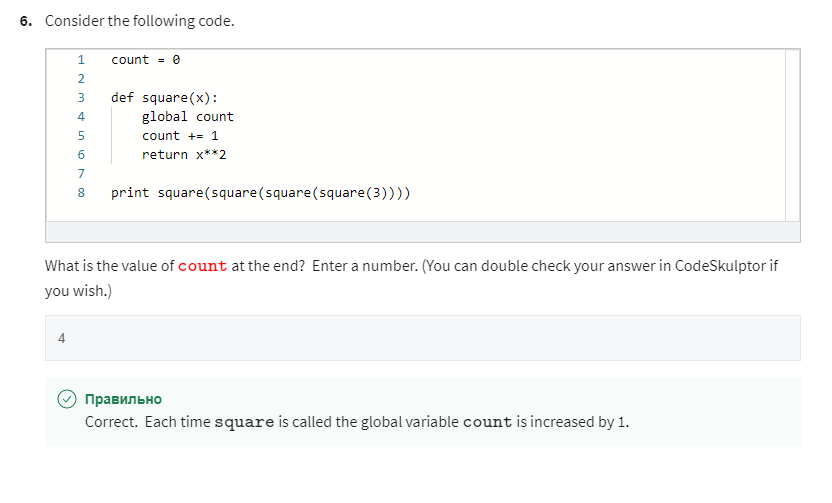 6. Consider the following code.
1 count = 0
2
3 def square(x):
4 global count
5 count += 1
6 return x**2
7
8 print square(square(square(square(3))))
What is the value of count at the end? Enter a number. (You can double check your answer in CodeSkulptor if
you wish.)
4
Правильно
Correct. Each time square is called the global variable count is increased by 1.